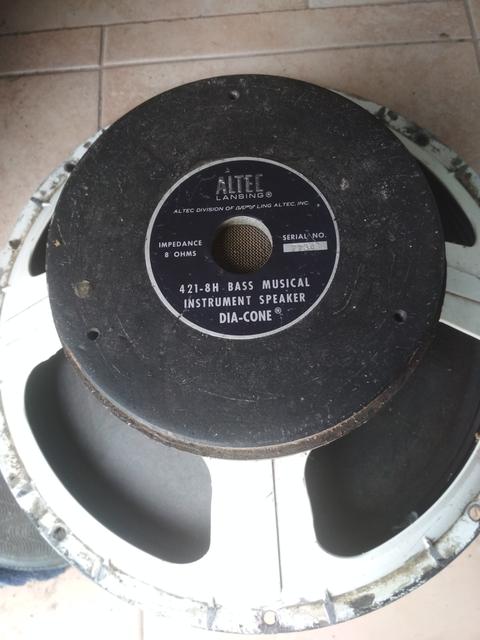 ALTEC
LANSING®
ALTEC DIVISION OF LTV LING ALTEC, INC.
IMPEDANCE
8 OHMS
SERIAL NO.
421-8H BASS MUSICAL
INSTRUMENT SPEAKER
DIA-CONE®